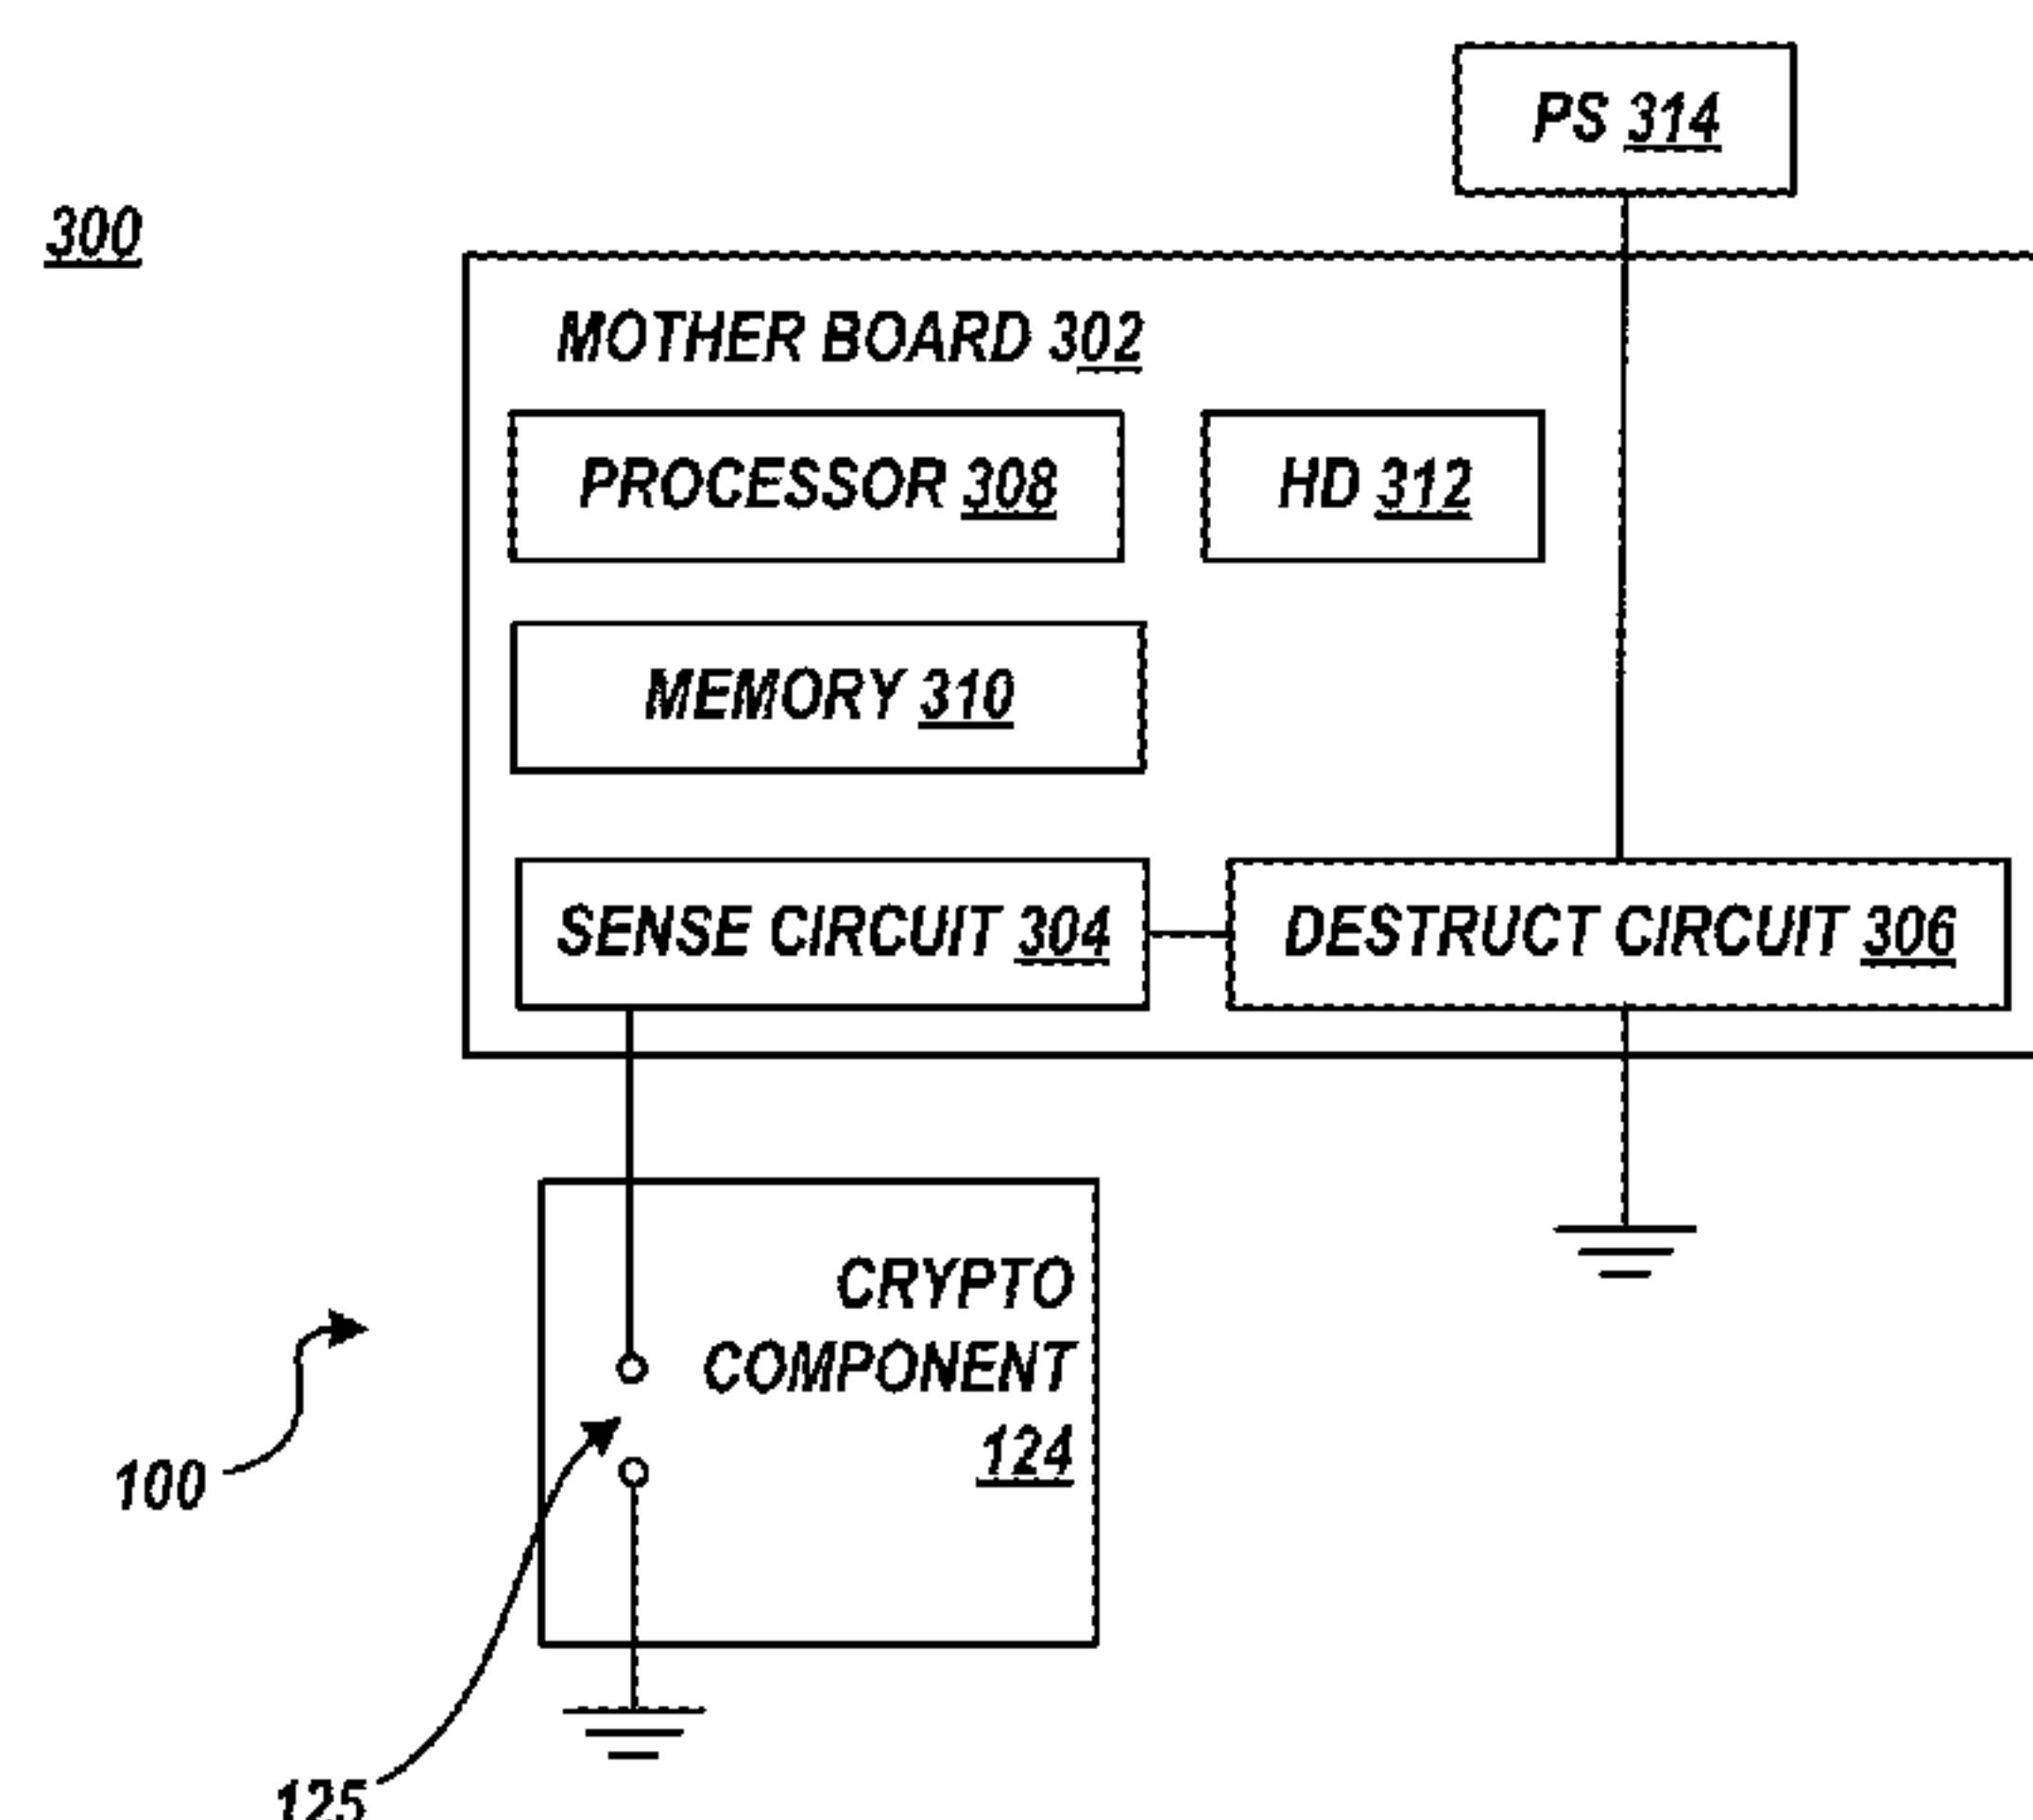 PS 314
300
MOTHER BOARD 302
PROCESSOR 308
HD 312
MEMORY 310
SENSE CIRCUIT 304
DESTRUCT CIRCUIT 306
CRYPTO
COMPONENT
124
100
125